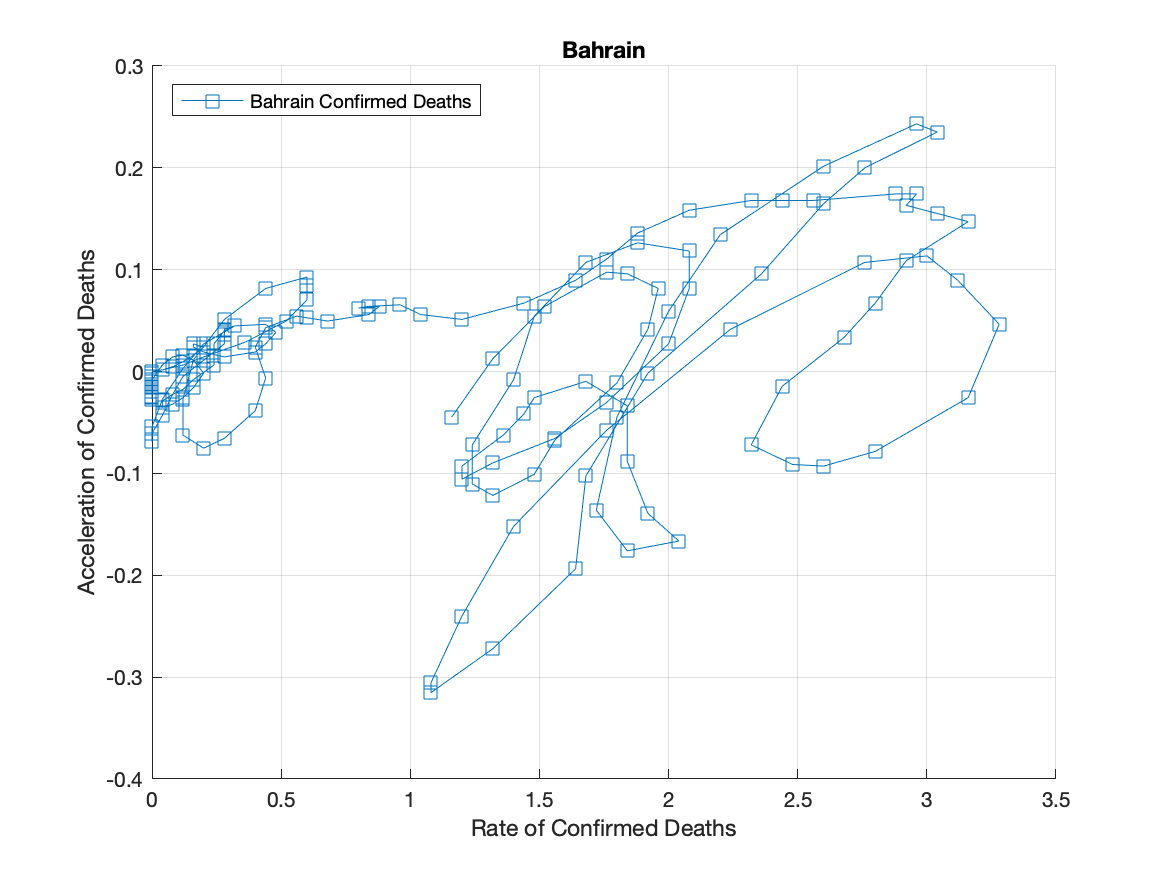 Bahrain
Bahrain Confirmed Deaths
0.3
0.2
0.1
0
-0.1
-0.2
-0.3
-0.4
Acceleration of Confirmed Deaths
0 0.5 1 1.5 2 2.5 3 3.5
Rate of Confirmed Deaths